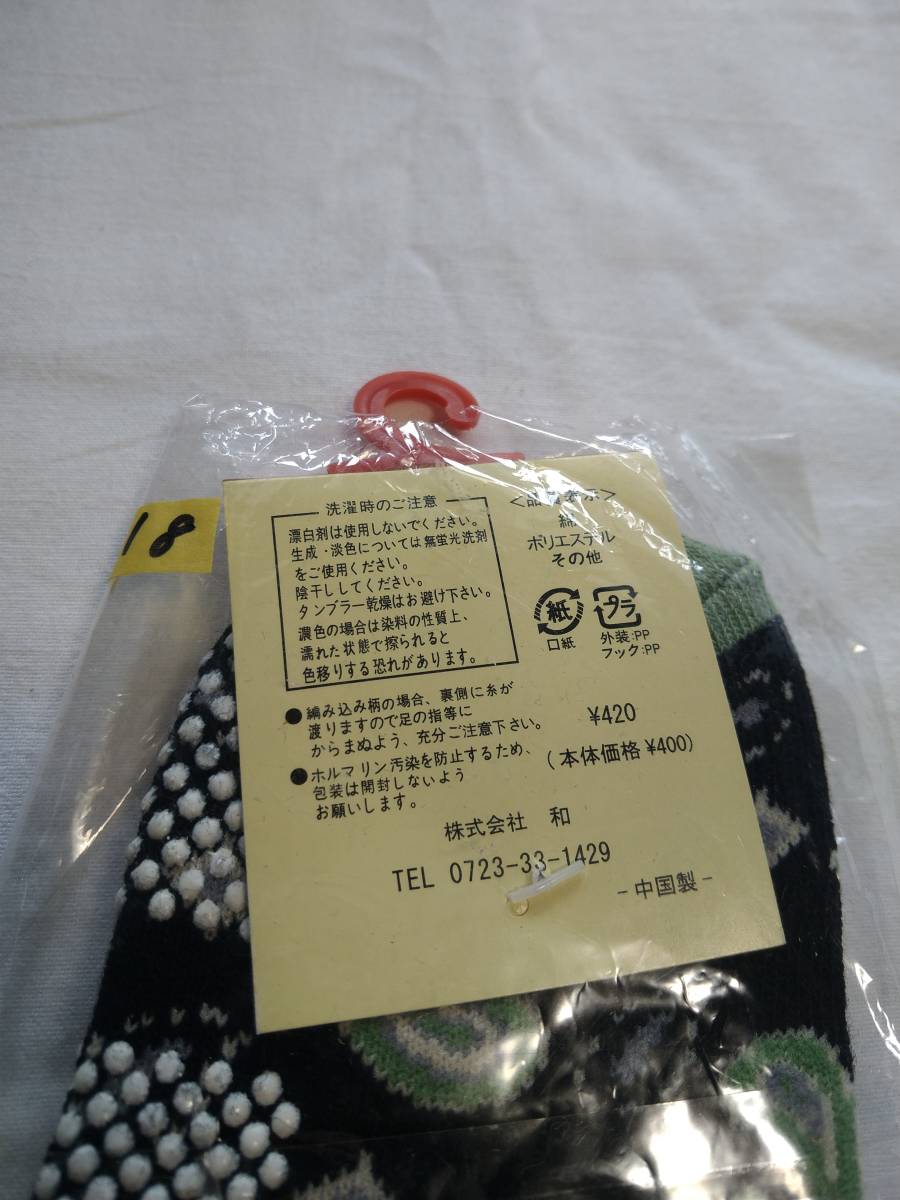 18
洗濯時のご注意
漂白剤は使用しないでください。
生成・淡色については無蛍光洗剤
をご使用ください。
陰干ししてください。
タンブラー乾燥はお避け下さい。
濃色の場合は染料の性質上、
濡れた状態で擦られると
色移りする恐れがあります。
●編み込み柄の場合、裏側に糸が
渡りますので足の指等に
からまぬよう、充分ご注意下さい。
●ホルマリン汚染を防止するため、
包装は開封しないよう
お願いします。
<品質表示>
綿
ポリエステル
その他
紙
口紙
プラ
外装:PP
フック:PP
¥420
(本体価格¥400)
株式会社 和
TEL 0723-33-1429
-中国製-